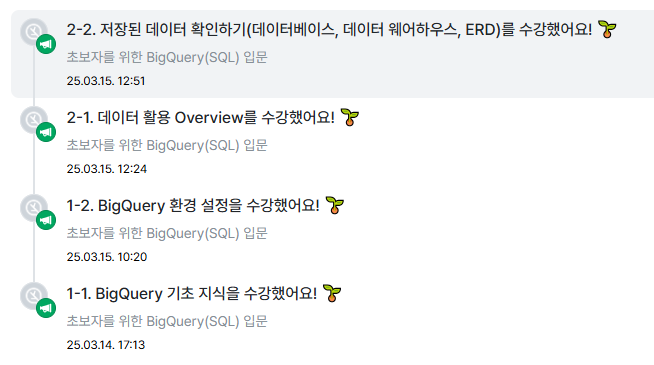 2-2. 저장된 데이터 확인하기(데이터베이스, 데이터 웨어하우스, ERD)를 수강했어요! 🌱
초보자를 위한 BigQuery(SQL) 입문
25.03.15. 12:51
2-1. 데이터 활용 Overview를 수강했어요! 🌱
초보자를 위한 BigQuery(SQL) 입문
25.03.15. 12:24
1-2. BigQuery 환경 설정을 수강했어요! 🌱
초보자를 위한 BigQuery(SQL) 입문
25.03.15. 10:20
1-1. BigQuery 기초 지식을 수강했어요! 🌱
초보자를 위한 BigQuery(SQL) 입문
25.03.14. 17:13